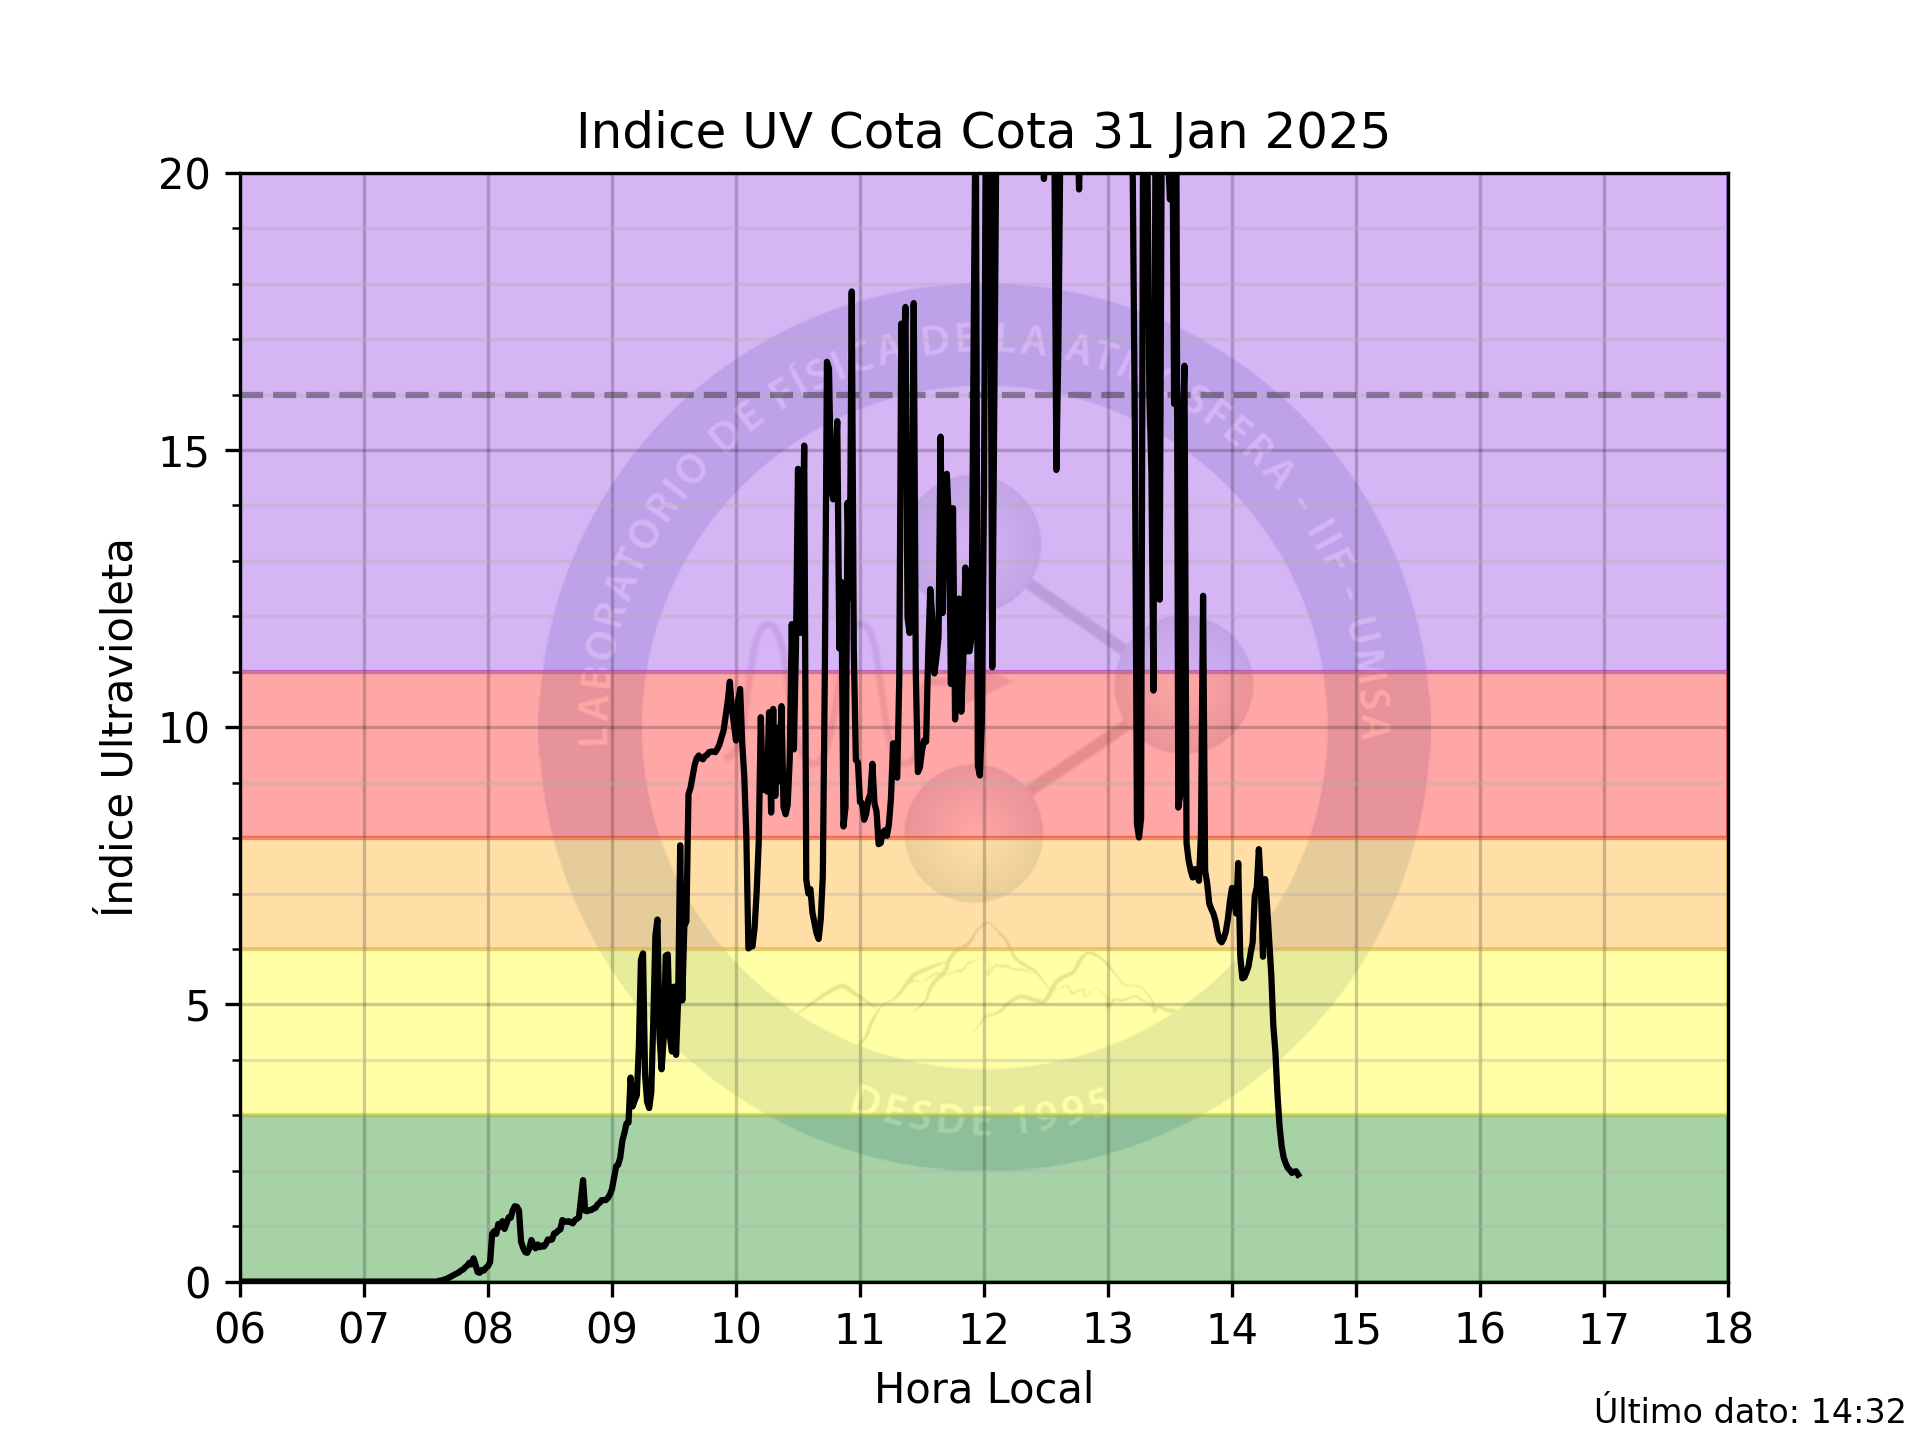 Indice UV Cota Cota 31 Jan 2025
20
15
10
5
0
Índice Ultravioleta
LABORATORIO DE FÍSICA DE LA ATMÓSFERA - IIF - UMSA
DESDE 1995
06 07 08 09 10 11 12 13 14 15 16 17 18
Hora Local
Último dato: 14:32